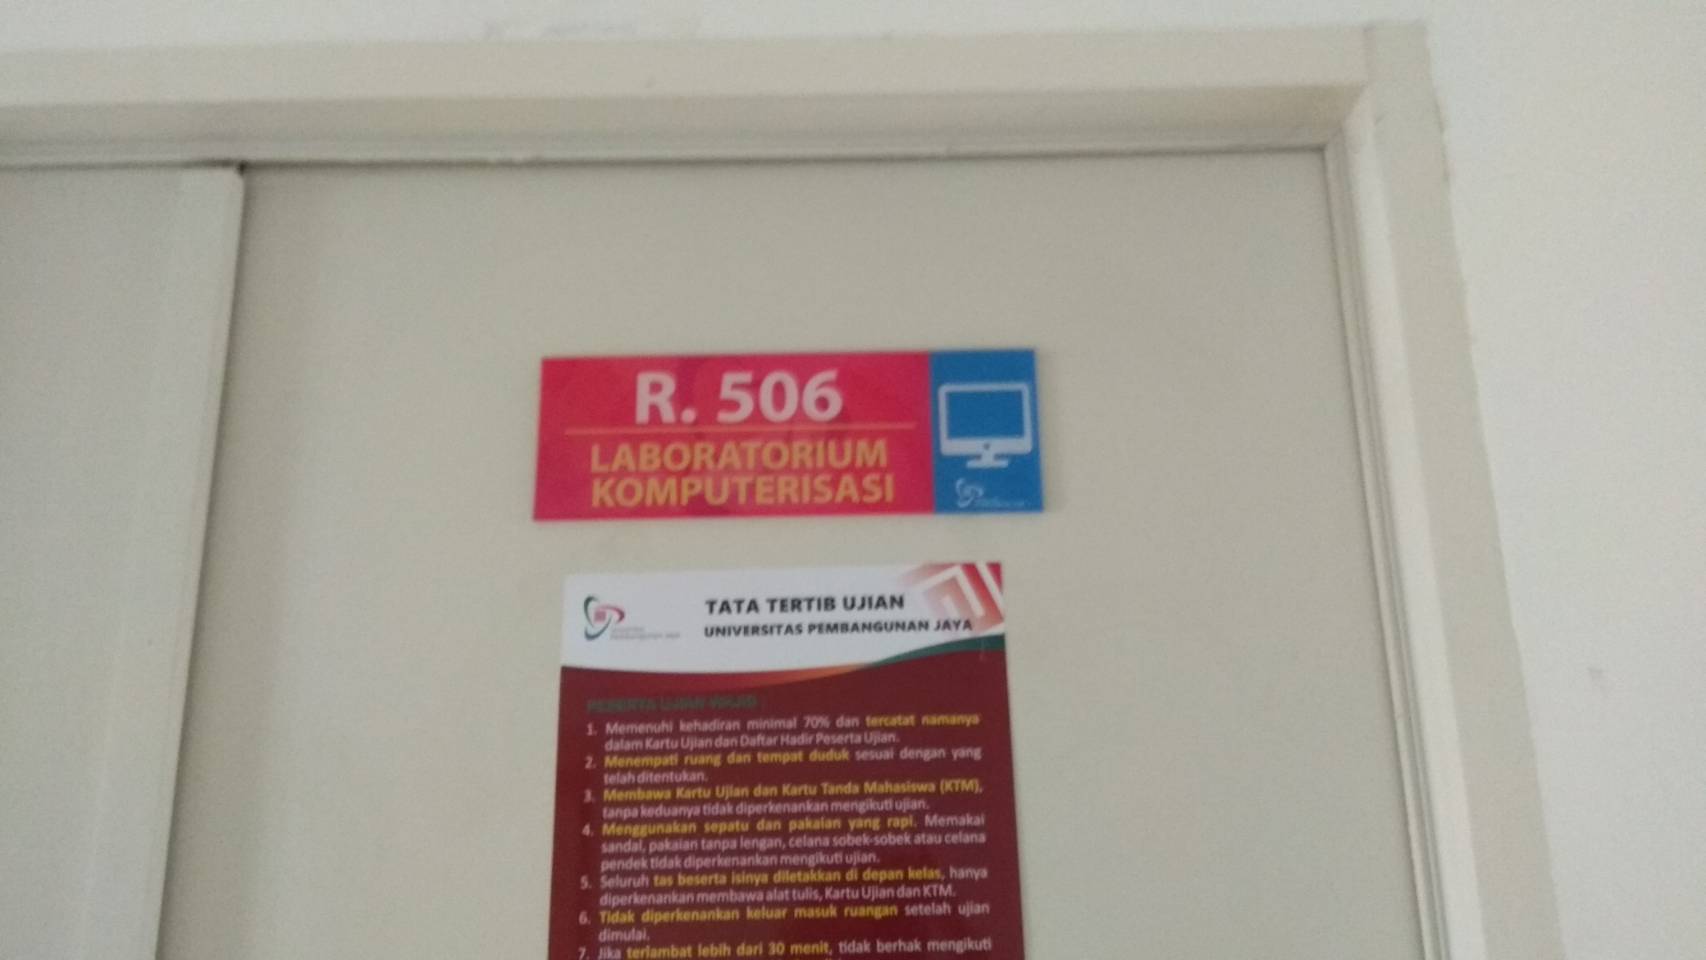 R. 506
LABORATORIUM
KOMPUTERISASI
TATA TERTIB UJIAN
UNIVERSITAS PEMBANGUNAN JAYA
PESERTA UJIAN WAJIB :
1. Memenuhi kehadiran minimal 70% dan tercatat namanya
dalam Kartu Ujian dan Daftar Hadir Peserta Ujian.
2. Menempati ruang dan tempat duduk sesuai dengan yang
telah ditentukan.
3. Membawa Kartu Ujian dan Kartu Tanda Mahasiswa (KTM),
tanpa keduanya tidak diperkenankan mengikuti ujian.
4. Menggunakan sepatu dan pakaian yang rapi. Memakai
sandal, pakaian tanpa lengan, celana sobek-sobek atau celana
pendek tidak diperkenankan mengikuti ujian.
5. Seluruh tas beserta isinya diletakkan di depan kelas, hanya
diperkenankan membawa alat tulis, Kartu Ujian dan KTM.
6. Tidak diperkenankan keluar masuk ruangan setelah ujian
dimulai.
7. Jika terlambat lebih dari 30 menit, tidak berhak mengikuti